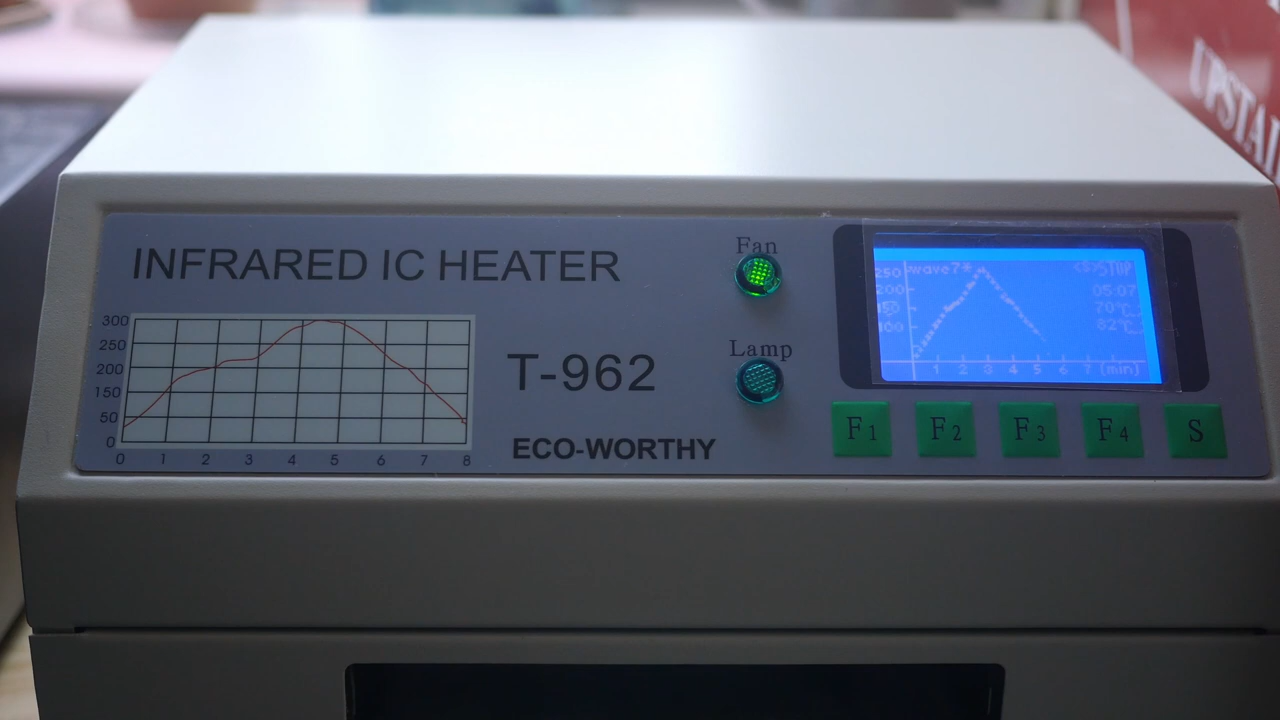 UPSTAI
INFRARED IC HEATER
Fan
300
250
200
150
50
0
0 1 2 3 4 5 6 7 8
T-962
Lamp
ECO-WORTHY
wave7*
<S>STOP
250
200
05:07
70℃
62℃
1 2 3 4 5 6 7 (min)
F1 F2 F3 F4 S